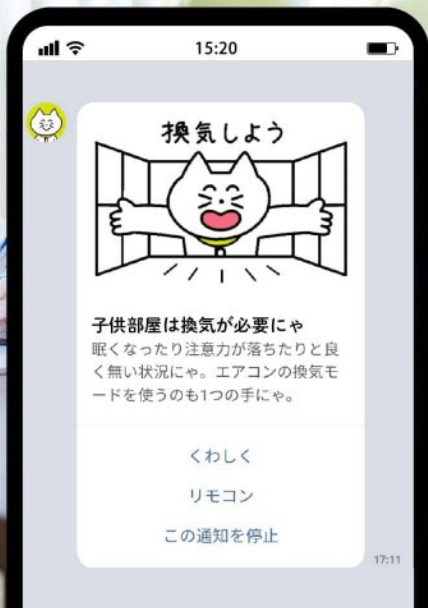 15:20
換気しよう
子供部屋は換気が必要にゃ
眠くなったり注意力が落ちたりと良
く無い状況にゃ。エアコンの換気モ
ードを使うのも1つの手にゃ。
くわしく
リモコン
この通知を停止
17:11